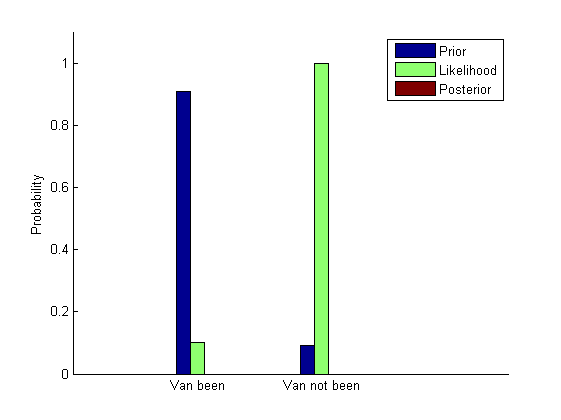 Prior
Likelihood
Posterior
1
0.8
0.6
0.4
0.2
0
Probability
Van been
Van not been